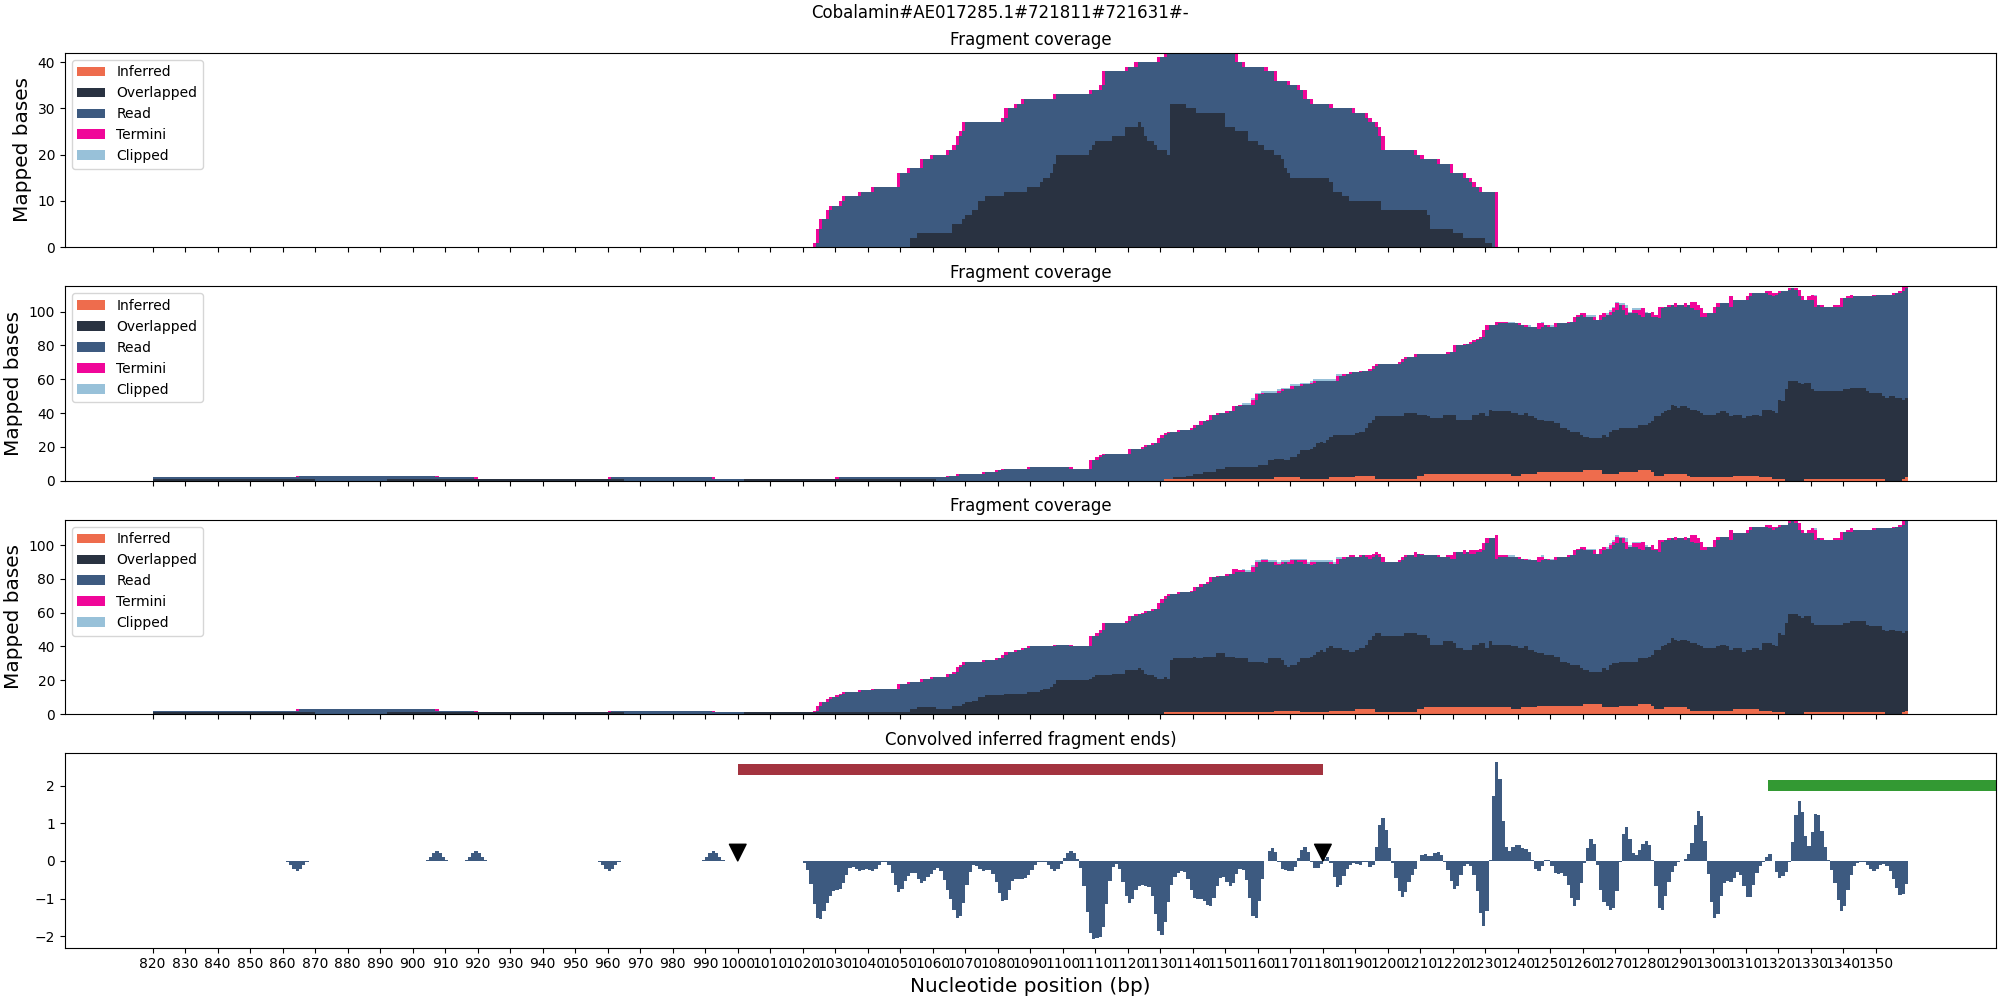 Cobalamin#AE017285.1#721811#721631#-
Fragment coverage
Mapped bases
40
30
20
10
0
Inferred
Overlapped
Read
Termini
Clipped
Fragment coverage
Mapped bases
100
80
60
40
20
0
Inferred
Overlapped
Read
Termini
Clipped
Fragment coverage
Mapped bases
100
80
60
40
20
0
Inferred
Overlapped
Read
Termini
Clipped
Convolved inferred fragment ends)
2
1
0
−1
−2
820 830 840 850 860 870 880 890 900 910 920 930 940 950 960 970 980 990 1000 1010 1020 1030 1040 1050 1060 1070 1080 1090 1100 1110 1120 1130 1140 1150 1160 1170 1180 1190 1200 1210 1220 1230 1240 1250 1260 1270 1280 1290 1300 1310 1320 1330 1340 1350
Nucleotide position (bp)